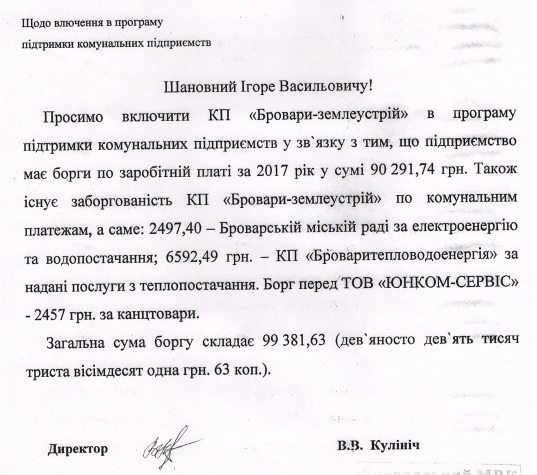 Щодо влючення в програму
підтримки комунальних підприємств
Шановний Ігоре Васильовичу!
Просимо включити КП «Бровари-землеустрій» в програму
підтримки комунальних підприємств у зв`язку з тим, що підприємство
має борги по заробітній платі за 2017 рік у сумі 90 291,74 грн. Також
існує заборгованість КП «Бровари-землеустрій» по комунальним
платежам, а саме: 2497,40 – Броварській міській раді за електроенергію
та водопостачання; 6592,49 грн. – КП «Броваритепловодоенергія» за
надані послуги з теплопостачання. Борг перед ТОВ «ЮНКОМ-СЕРВІС»
- 2457 грн. за канцтовари.
Загальна сума боргу складає 99 381,63 (дев`яносто дев`ять тисяч
триста вісімдесят одна грн. 63 коп.).
Директор В.В. Кулініч